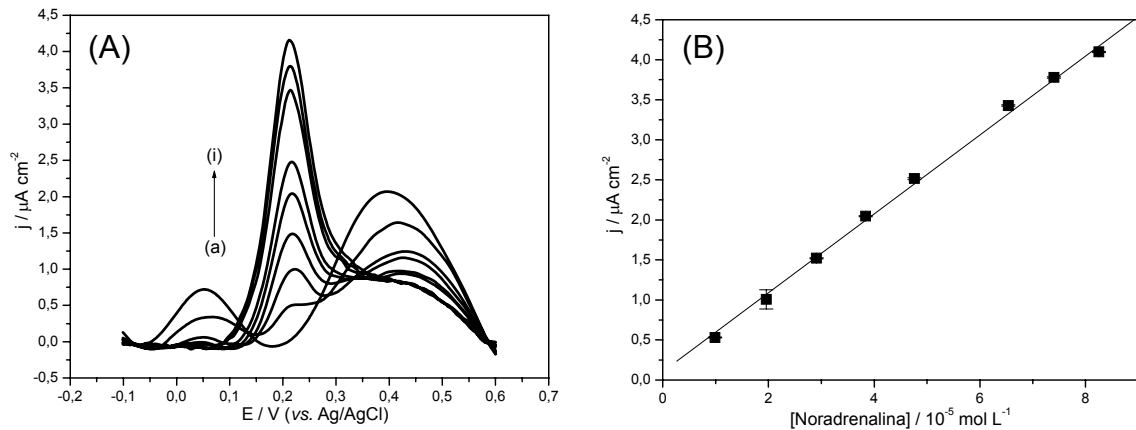 (A)
4,5
4,0
3,5
3,0
2,5
2,0
1,5
1,0
0,5
0,0
-0,5
j / µA cm⁻²
(i)
(a)
-0,2 -0,1 0,0 0,1 0,2 0,3 0,4 0,5 0,6 0,7
E / V (vs. Ag/AgCl)
(B)
4,5
4,0
3,5
3,0
2,5
2,0
1,5
1,0
0,5
0,0
j / µA cm⁻²
0 2 4 6 8
[Noradrenalina] / 10⁻⁵ mol L⁻¹